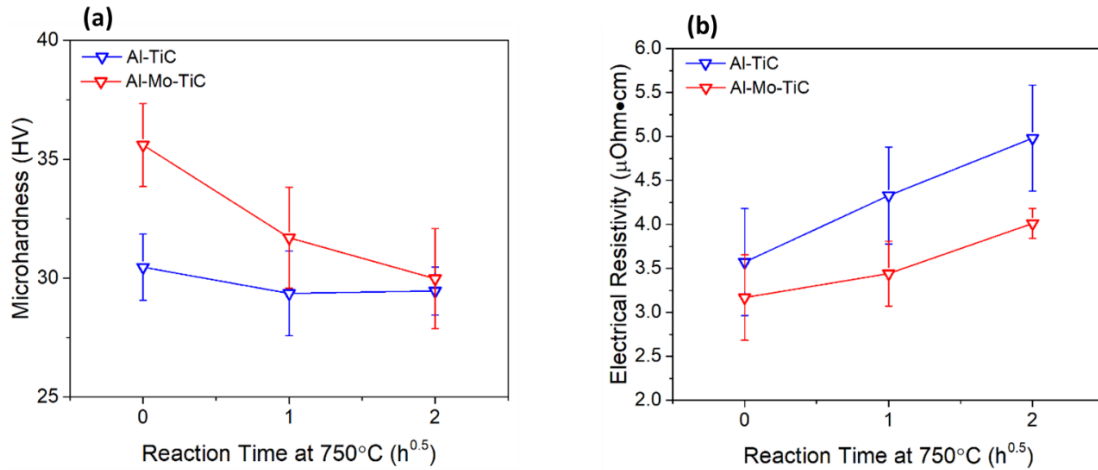 (a)
40
35
30
25
Microhardness (HV)
Al-TiC
Al-Mo-TiC
0 1 2
Reaction Time at 750°C (h^0.5)
(b)
6.0
5.5
5.0
4.5
4.0
3.5
3.0
2.5
2.0
Electrical Resistivity (μOhm•cm)
Al-TiC
Al-Mo-TiC
0 1 2
Reaction Time at 750°C (h^0.5)